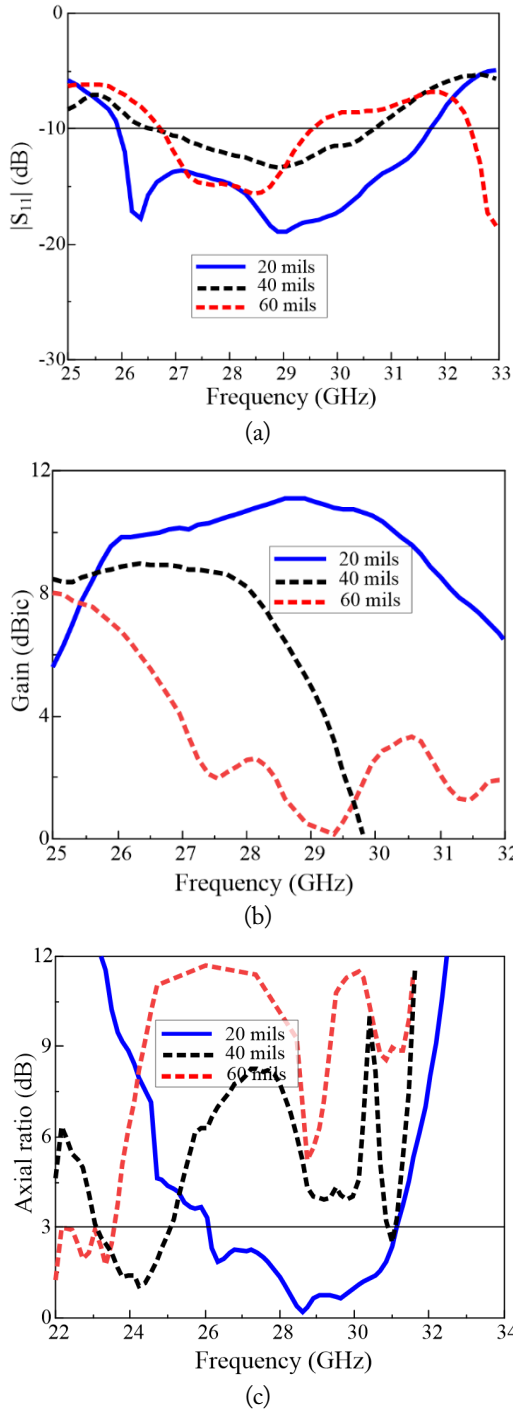 0
-10
-20
-30
|S11| (dB)
20 mils
40 mils
60 mils
25 26 27 28 29 30 31 32 33
Frequency (GHz)
(a)
12
8
4
0
Gain (dBic)
20 mils
40 mils
60 mils
25 26 27 28 29 30 31 32
Frequency (GHz)
(b)
12
9
6
3
0
Axial ratio (dB)
20 mils
40 mils
60 mils
22 24 26 28 30 32 34
Frequency (GHz)
(c)